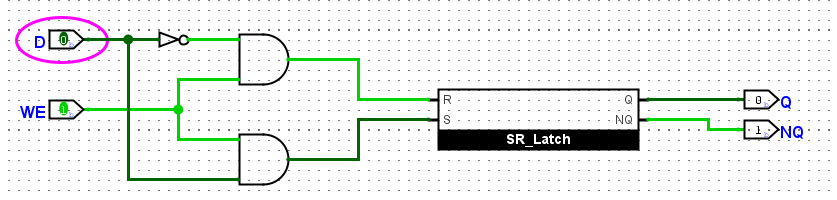 D 0
WE 1
R Q
S NQ
SR_Latch
0 b Q
1 b NQ